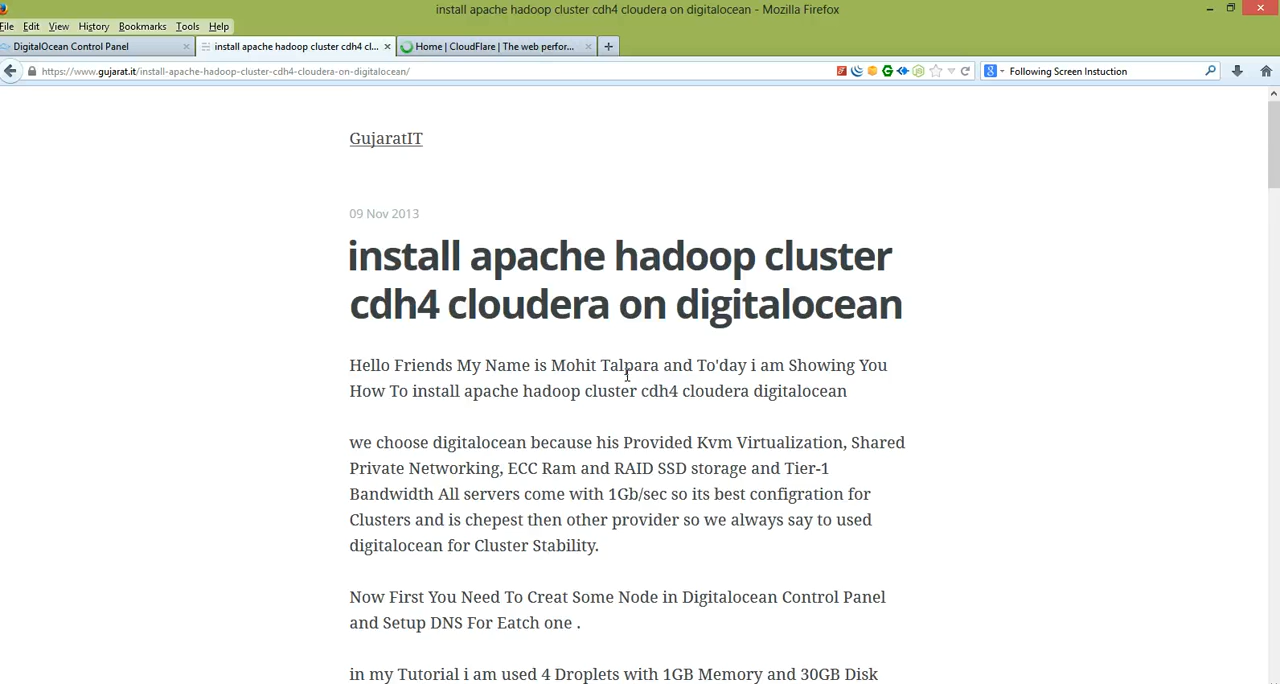 install apache hadoop cluster cdh4 cloudera on digitalocean - Mozilla Firefox
File Edit View History Bookmarks Tools Help
DigitalOcean Control Panel
install apache hadoop cluster cdh4 cl...
Home | CloudFlare | The web perfor...
https://www.gujarat.it/install-apache-hadoop-cluster-cdh4-cloudera-on-digitalocean/
Following Screen Instuction
GujaratIT
09 Nov 2013
install apache hadoop cluster
cdh4 cloudera on digitalocean
Hello Friends My Name is Mohit Talpara and To'day i am Showing You
How To install apache hadoop cluster cdh4 cloudera digitalocean
we choose digitalocean because his Provided Kvm Virtualization, Shared
Private Networking, ECC Ram and RAID SSD storage and Tier-1
Bandwidth All servers come with 1Gb/sec so its best configration for
Clusters and is chepest then other provider so we always say to used
digitalocean for Cluster Stability.
Now First You Need To Creat Some Node in Digitalocean Control Panel
and Setup DNS For Eatch one .
in my Tutorial i am used 4 Droplets with 1GB Memory and 30GB Disk